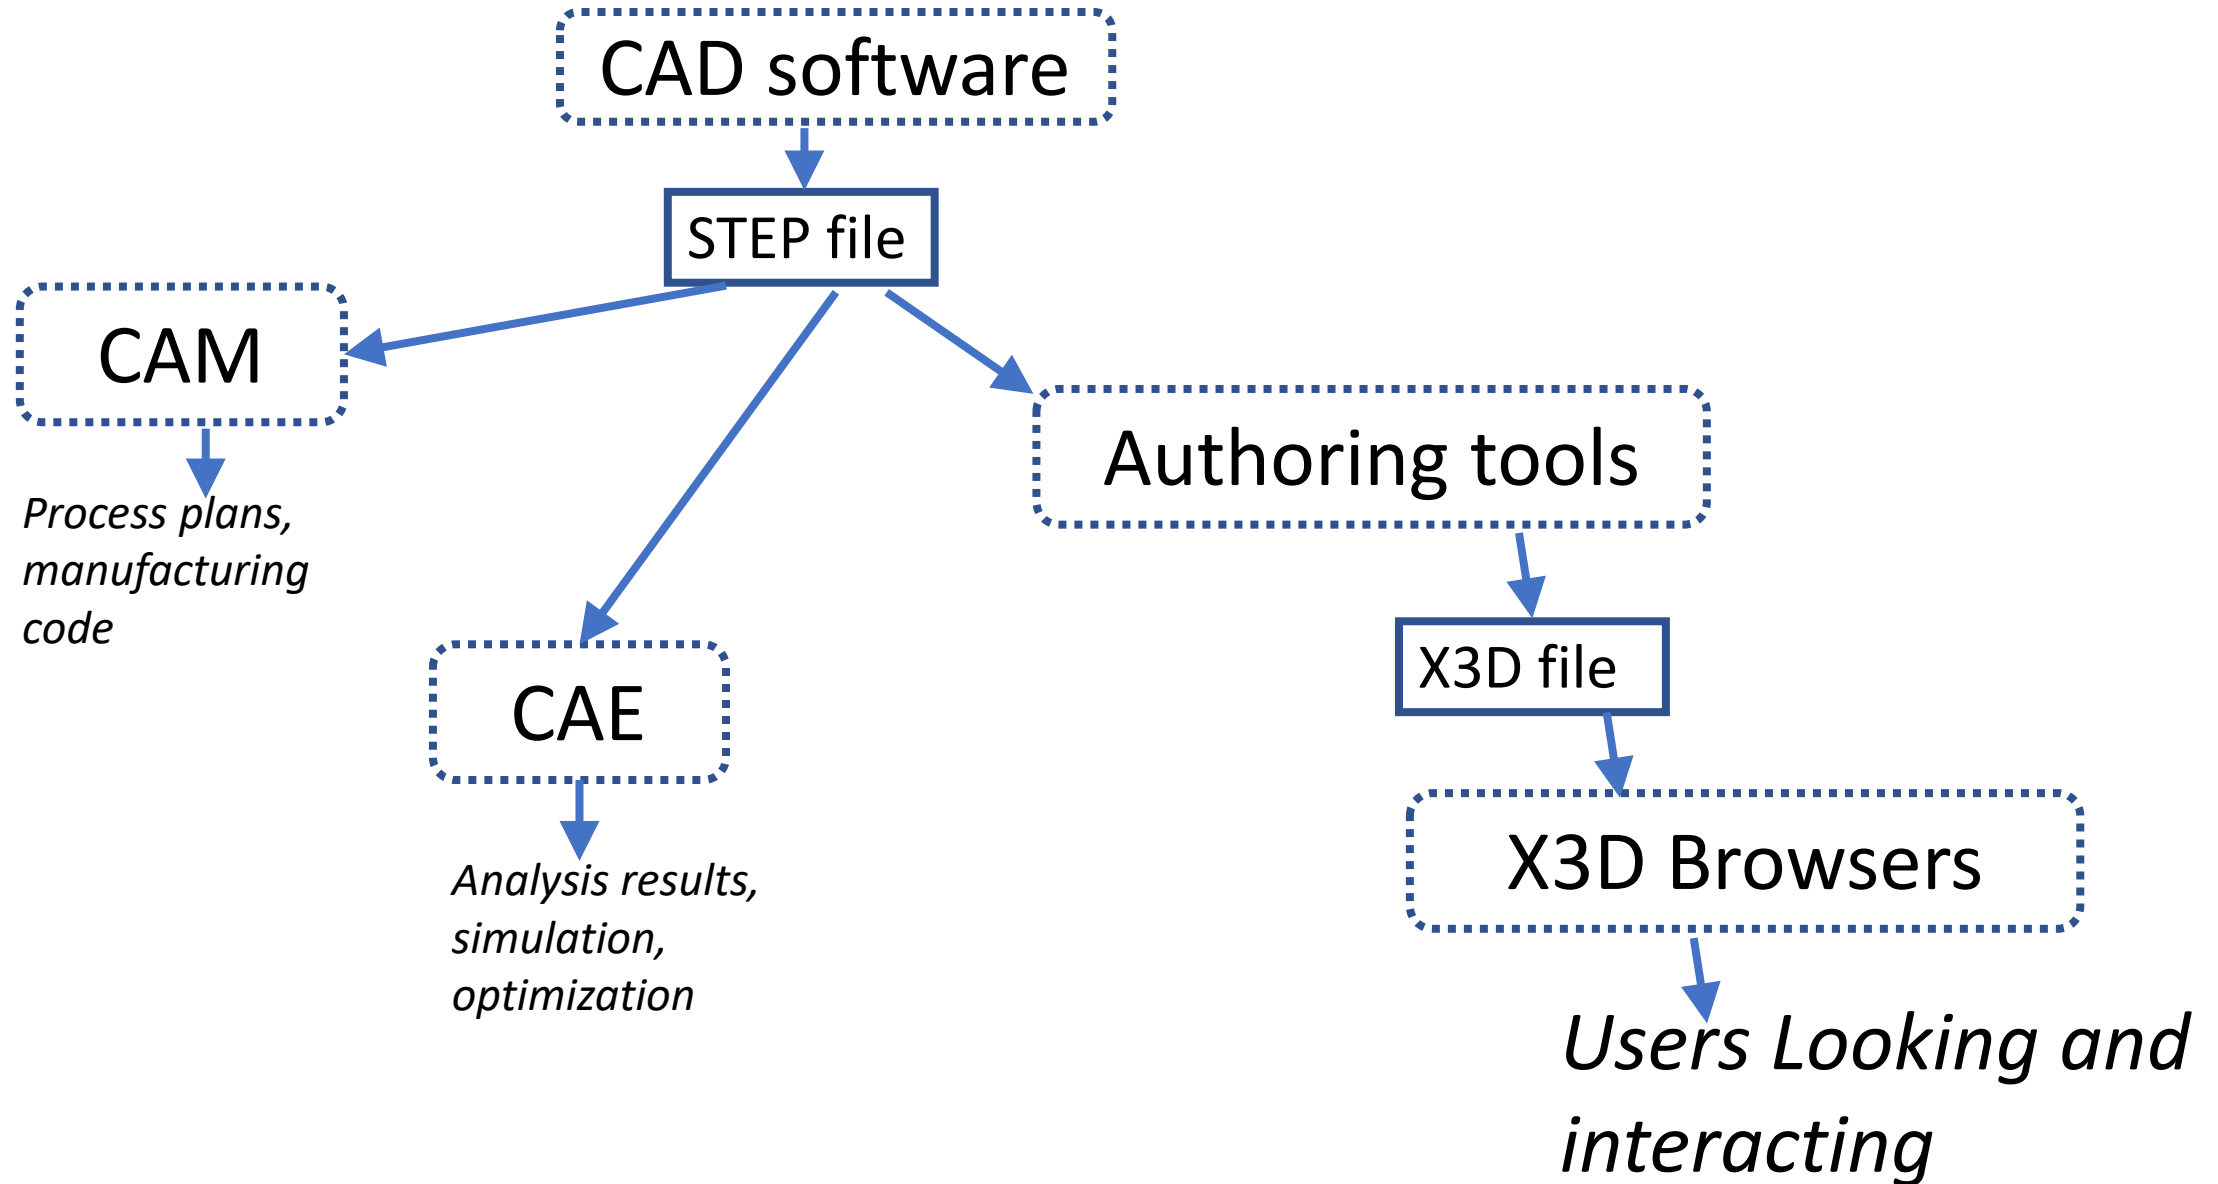 CAD software
STEP file
CAM
Process plans,
manufacturing
code
Authoring tools
X3D file
CAE
Analysis results,
simulation,
optimization
X3D Browsers
Users Looking and
interacting